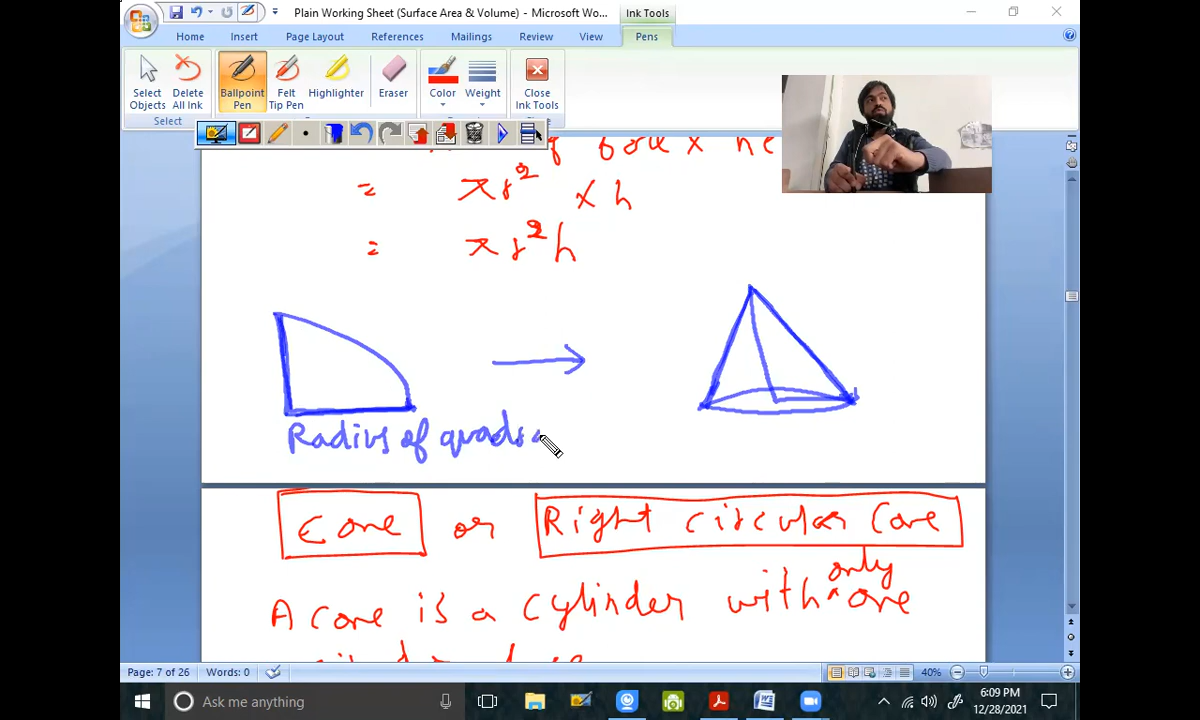 Plain Working Sheet (Surface Area & Volume) - Microsoft Wo...
Ink Tools
Home
Insert
Page Layout
References
Mailings
Review
View
Pens
Select Objects
Delete All Ink
Ballpoint Pen
Felt Tip Pen
Highlighter
Eraser
Color
Weight
Close Ink Tools
Select
= πr² × h
= πr²h
Radius of quadra
Cone or Right circular Cone
only
A cone is a cylinder with ^ one
Page: 7 of 26
Words: 0
40%
Ask me anything
6:09 PM
12/28/2021